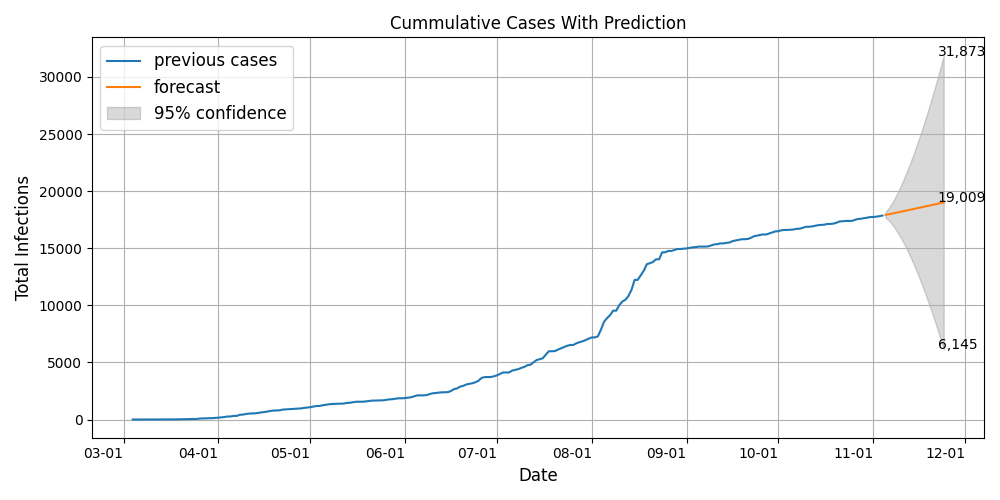 Cummulative Cases With Prediction
previous cases
forecast
95% confidence
31,873
19,009
6,145
Total Infections
30000
25000
20000
15000
10000
5000
0
03-01 04-01 05-01 06-01 07-01 08-01 09-01 10-01 11-01 12-01
Date